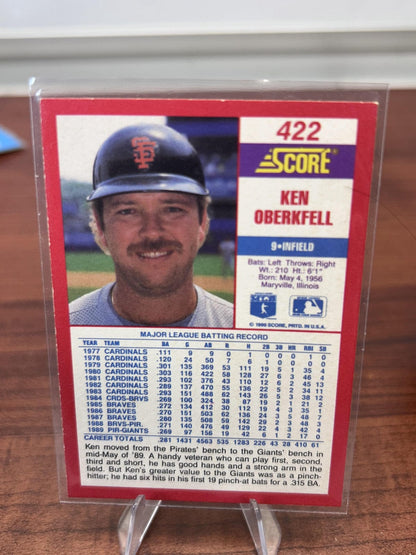 422
SCORE
KEN
OBERKFELL
9•INFIELD
Bats: Left Throws: Right
Wt.: 210 Ht.: 6'1"
Born: May 4, 1956
Maryville, Illinois
© 1990 SCORE, PRTD. IN U.S.A.
SF
MAJOR LEAGUE BATTING RECORD
YEAR TEAM BA G AB R H 2B 3B HR RBI SB
1977 CARDINALS .111 9 9 0 1 0 0 0 1 0
1978 CARDINALS .120 24 50 7 6 1 0 0 0 0
1979 CARDINALS .301 135 369 53 111 19 5 1 35 4
1980 CARDINALS .303 116 422 58 128 27 6 3 46 4
1981 CARDINALS .293 102 376 43 110 12 6 2 45 13
1982 CARDINALS .289 137 470 55 136 22 5 2 34 11
1983 CARDINALS .293 151 488 62 143 26 5 3 38 12
1984 CRDS-BRVS .269 100 324 38 87 19 2 1 21 2
1985 BRAVES .272 134 412 30 112 19 4 3 35 1
1986 BRAVES .270 151 503 62 136 24 3 5 48 7
1987 BRAVES .280 135 508 59 142 29 2 3 48 3
1988 BRVS-PIR. .271 140 476 49 129 22 4 3 42 4
1989 PIR-GIANTS .269 97 156 19 42 6 1 2 17 0
CAREER TOTALS .281 1431 4563 535 1283 226 43 28 410 61
Ken moved from the Pirates' bench to the Giants' bench in
mid-May of '89. A handy veteran who can play first, second,
third and short, he has good hands and a strong arm in the
field. But Ken's greater value to the Giants was as a pinch-
hitter; he had six hits in his first 19 pinch-at bats for a .315 BA.